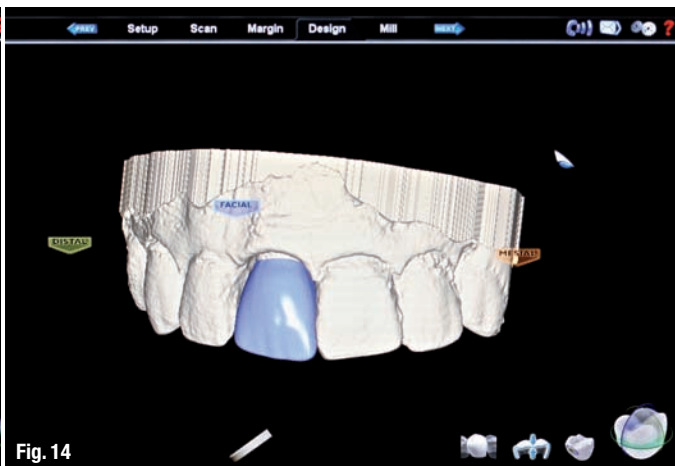 PREV Setup Scan Margin Design Mill NEXT ?
FACIAL
DISTAL
MESIAL
Fig. 14